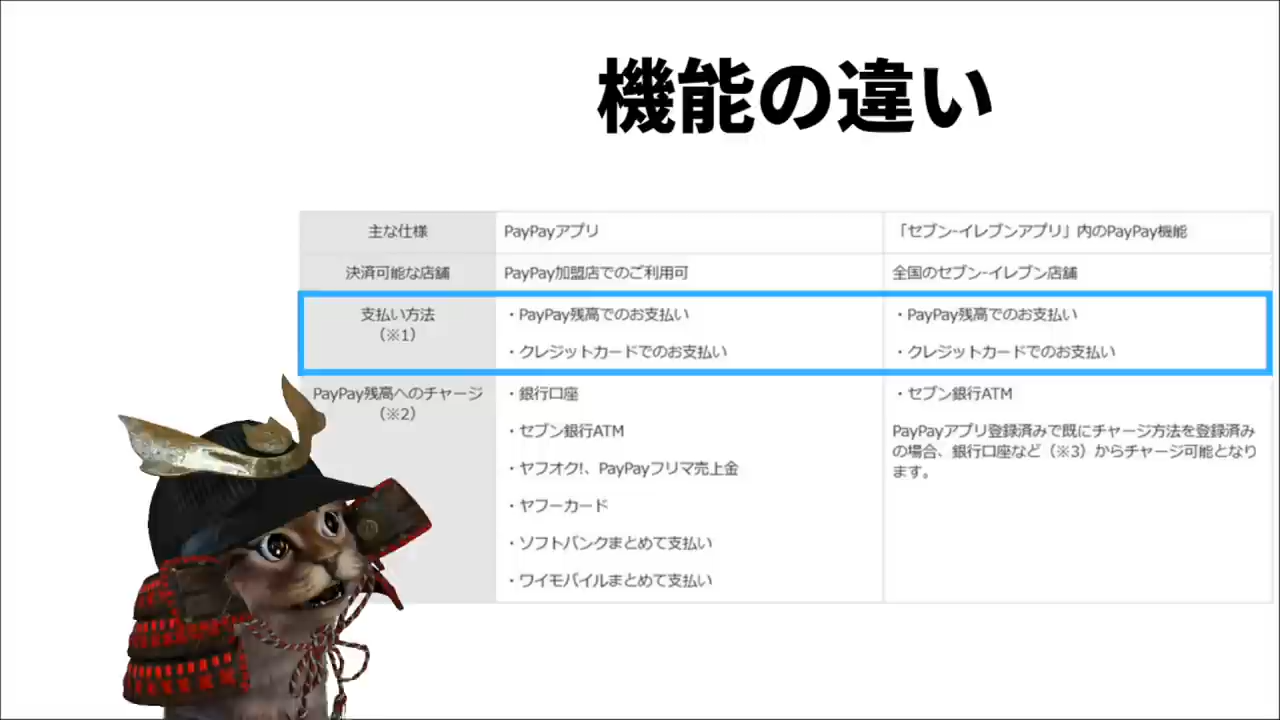 機能の違い
主な仕様
PayPayアプリ
「セブン-イレブンアプリ」内のPayPay機能
決済可能な店舗
PayPay加盟店でのご利用可
全国のセブン-イレブン店舗
支払い方法
（※1）
・PayPay残高でのお支払い
・クレジットカードでのお支払い
・PayPay残高でのお支払い
・クレジットカードでのお支払い
PayPay残高へのチャージ
（※2）
・銀行口座
・セブン銀行ATM
・ヤフオク!、PayPayフリマ売上金
・ヤフーカード
・ソフトバンクまとめて支払い
・ワイモバイルまとめて支払い
・セブン銀行ATM
PayPayアプリ登録済みで既にチャージ方法を登録済み
の場合、銀行口座など（※3）からチャージ可能となり
ます。